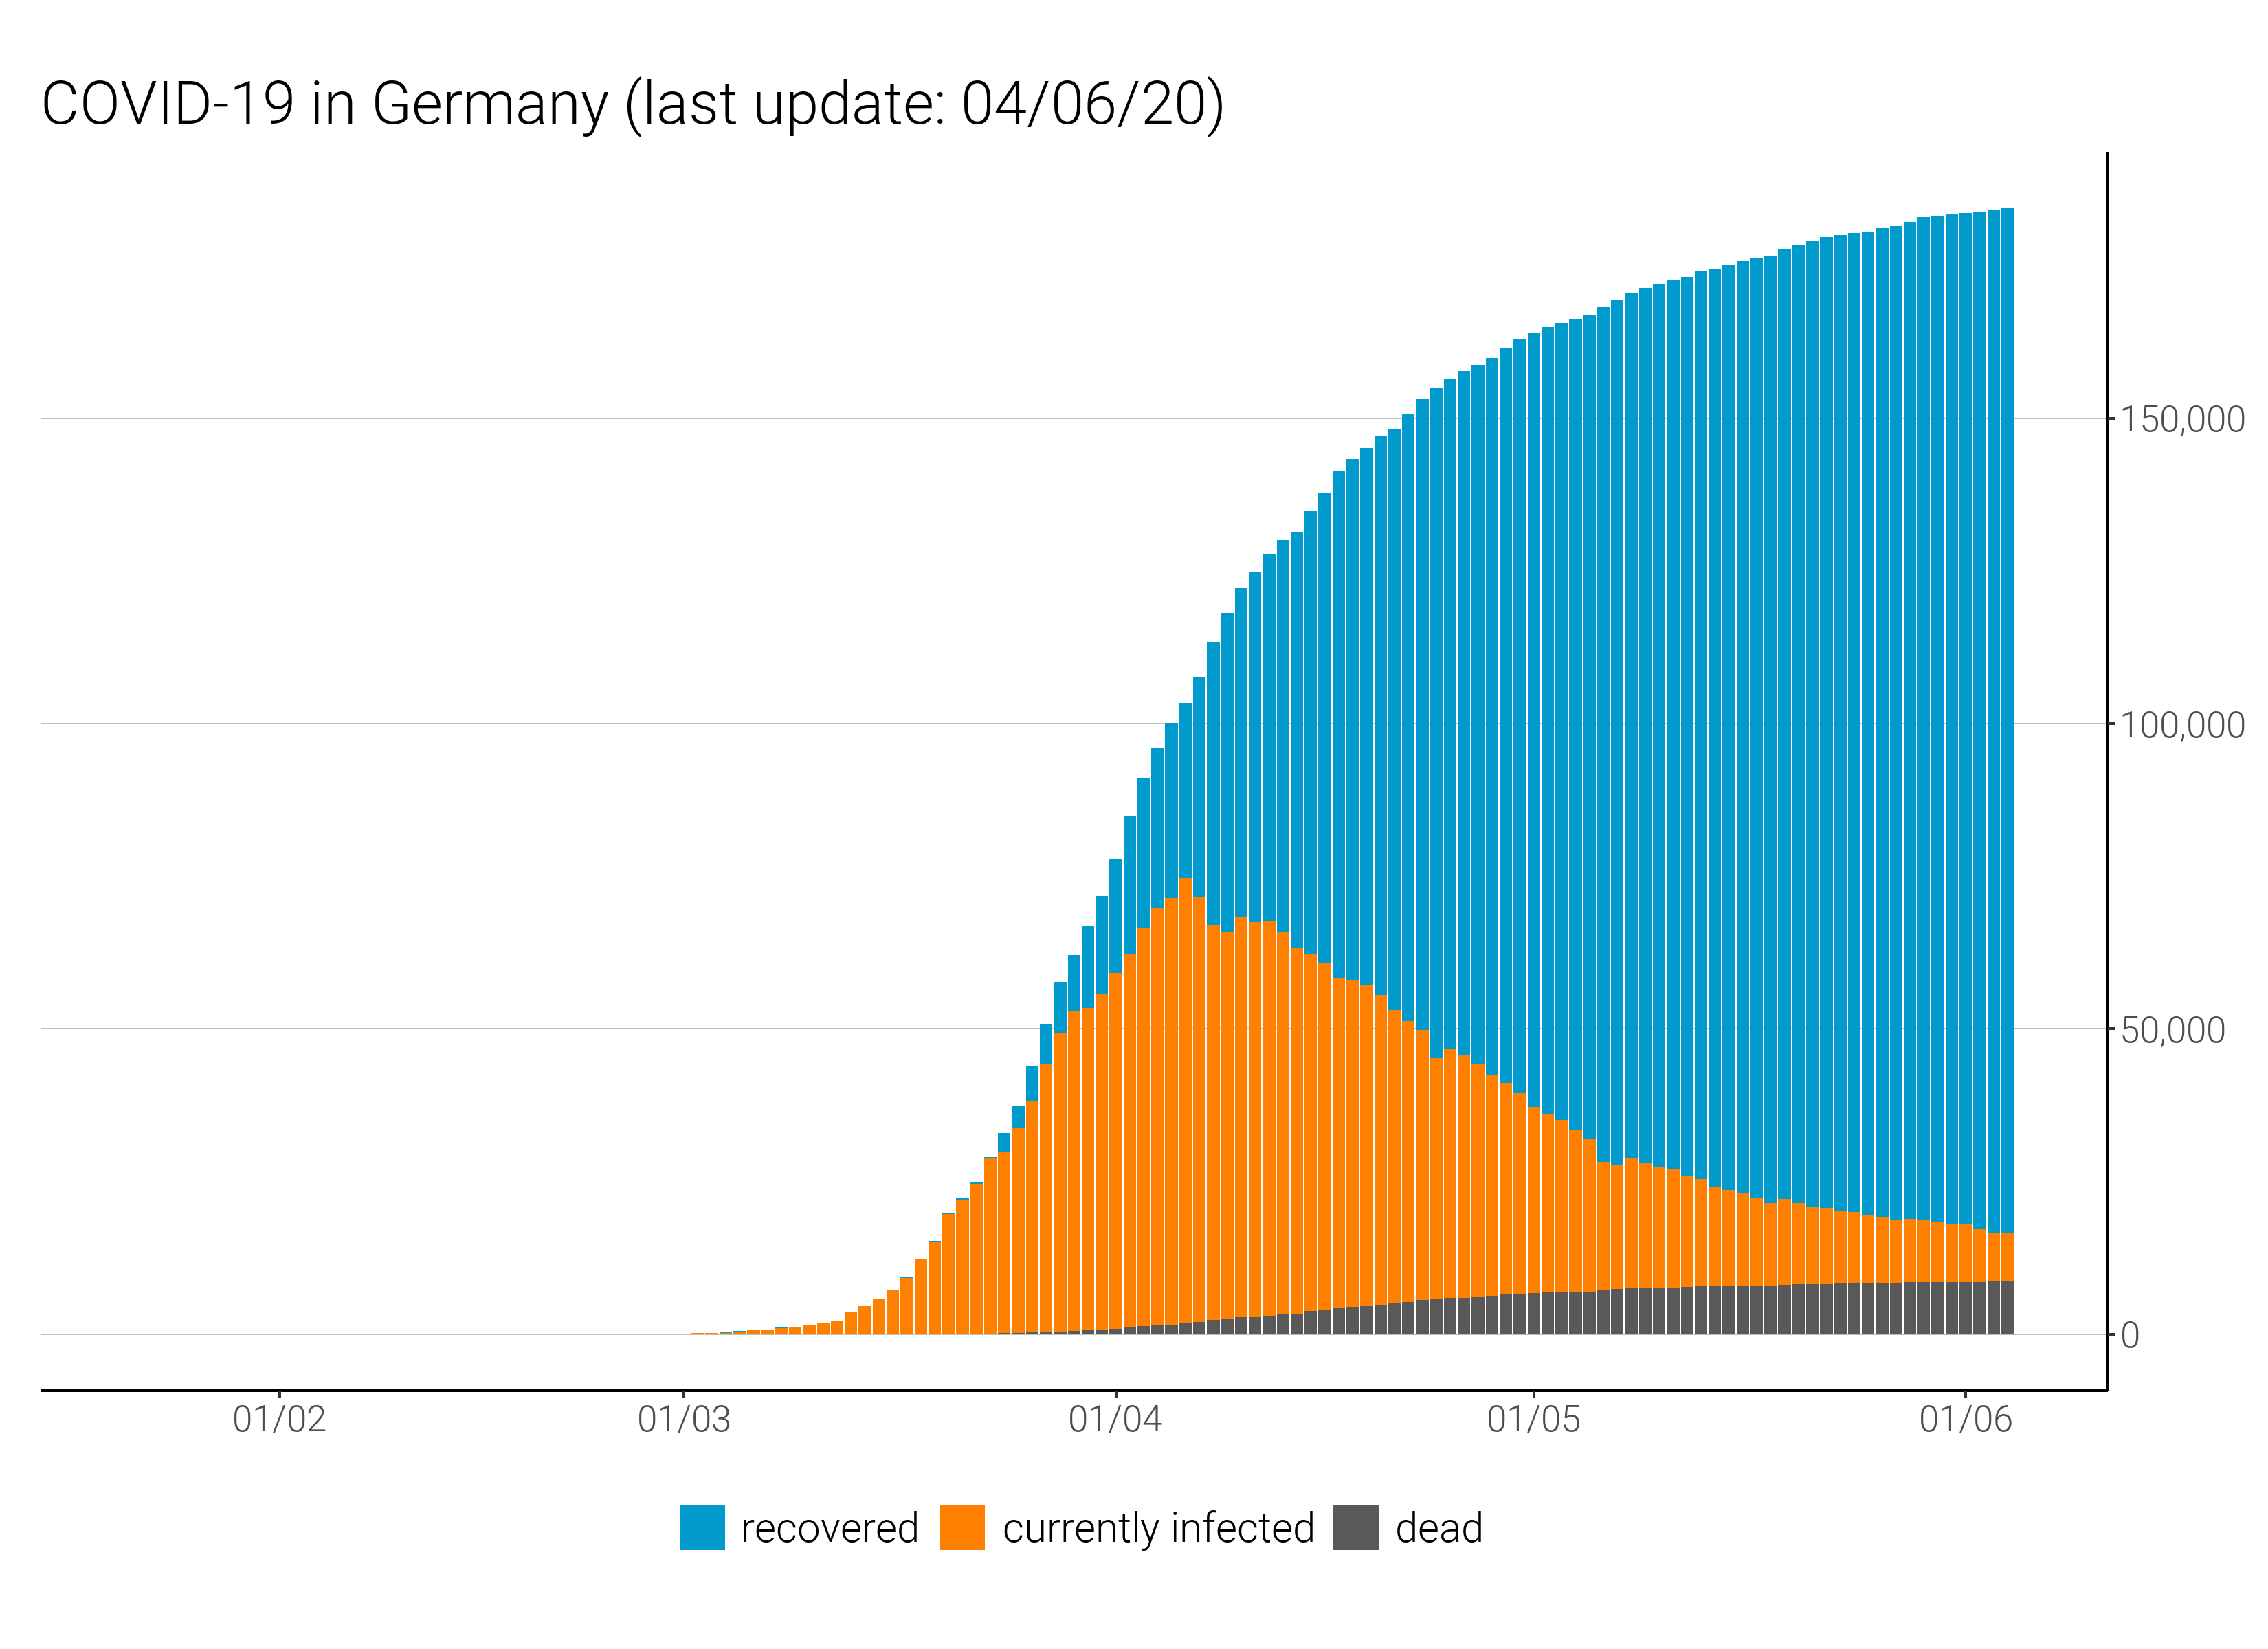 COVID-19 in Germany (last update: 04/06/20)
150,000
100,000
50,000
0
01/02 01/03 01/04 01/05 01/06
recovered currently infected dead